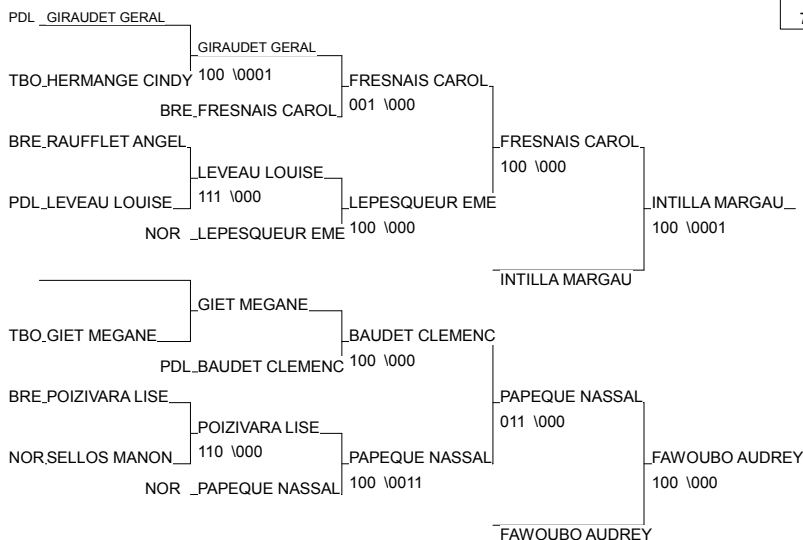 PDL GIRAUDET GERAL
7
GIRAUDET GERAL
TBO HERMANGE CINDY 100 \0001 FRESNAIS CAROL
BRE FRESNAIS CAROL 001 \000
BRE RAUFFLET ANGEL FRESNAIS CAROL
LEVEAU LOUISE 100 \000
PDL LEVEAU LOUISE 111 \000 LEPESQUEUR EME INTILLA MARGAU
NOR LEPESQUEUR EME 100 \000 100 \0001
INTILLA MARGAU
GIET MEGANE
TBO GIET MEGANE BAUDET CLEMENC
PDL BAUDET CLEMENC 100 \000
BRE POIZIVARA LISE PAPEQUE NASSAL
POIZIVARA LISE 011 \000
NOR SELLOS MANON 110 \000 PAPEQUE NASSAL FAWOUBO AUDREY
NOR PAPEQUE NASSAL 100 \0011 100 \000
FAWOUBO AUDREY